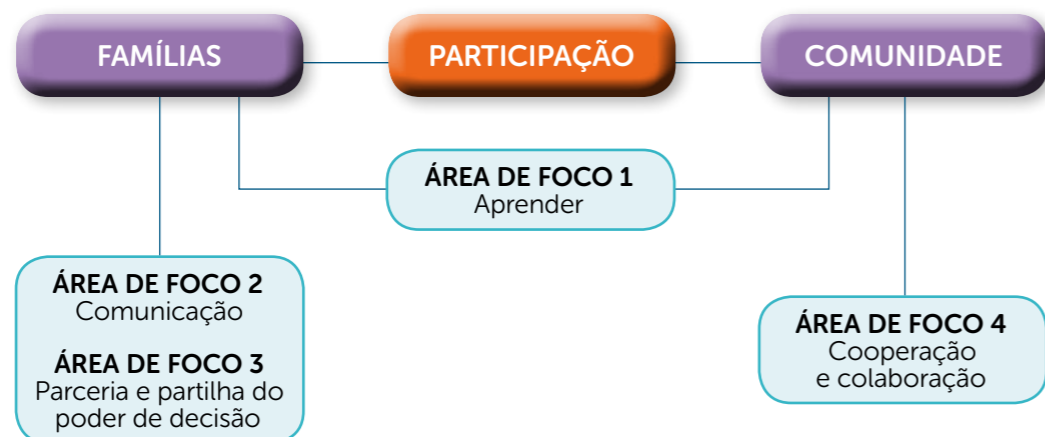 FAMÍLIAS
PARTICIPAÇÃO
COMUNIDADE
ÁREA DE FOCO 1
Aprender
ÁREA DE FOCO 2
Comunicação
ÁREA DE FOCO 3
Parceria e partilha do
poder de decisão
ÁREA DE FOCO 4
Cooperação
e colaboração